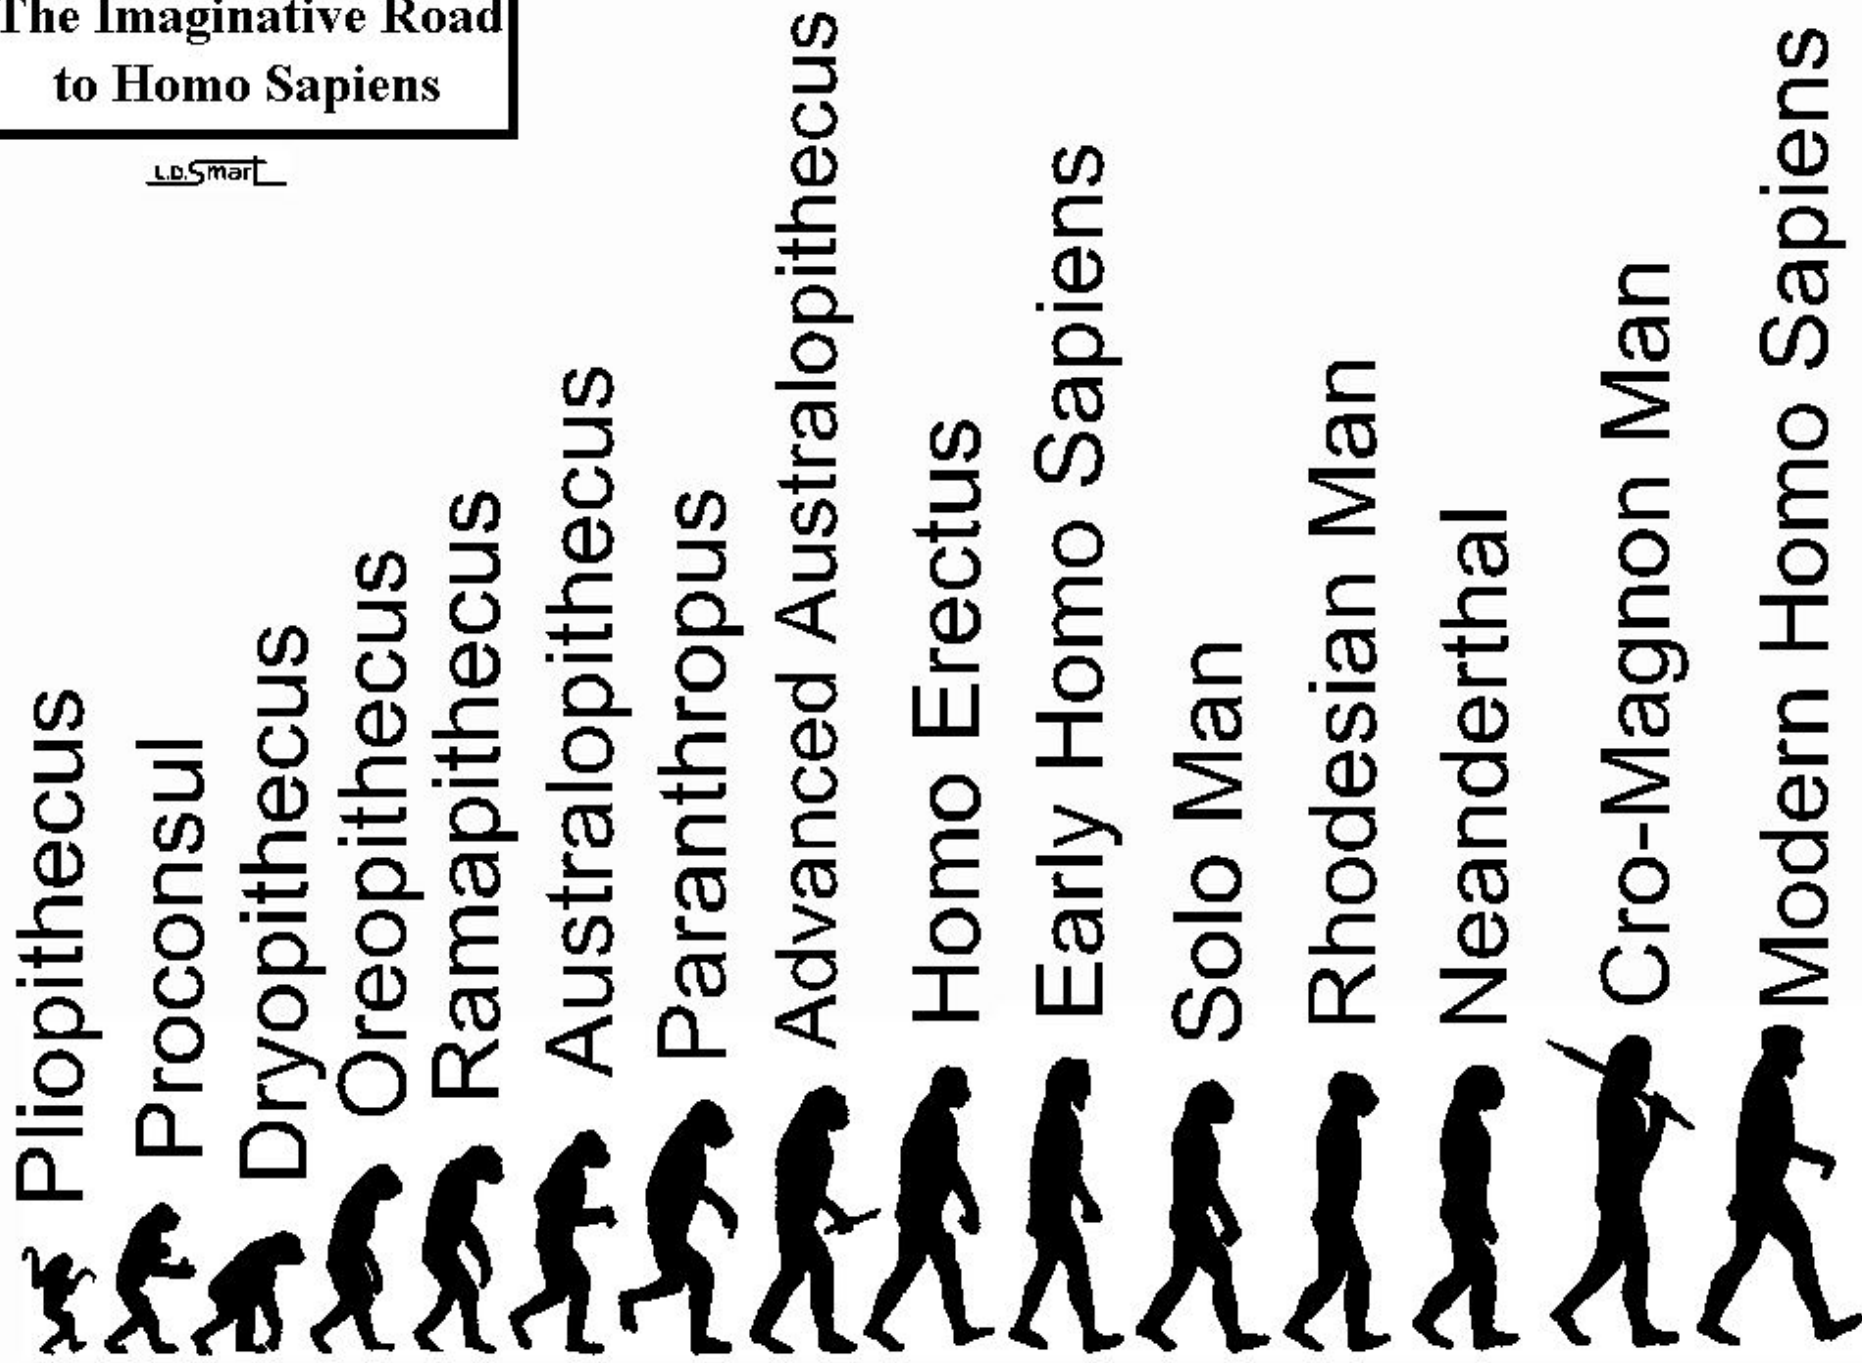 The Imaginative Road
to Homo Sapiens
L.D.Smart
Pliopithecus
Proconsul
Dryopithecus
Oreopithecus
Ramapithecus
Australopithecus
Paranthropus
Advanced Australopithecus
Homo Erectus
Early Homo Sapiens
Solo Man
Rhodesian Man
Neanderthal
Cro-Magnon Man
Modern Homo Sapiens